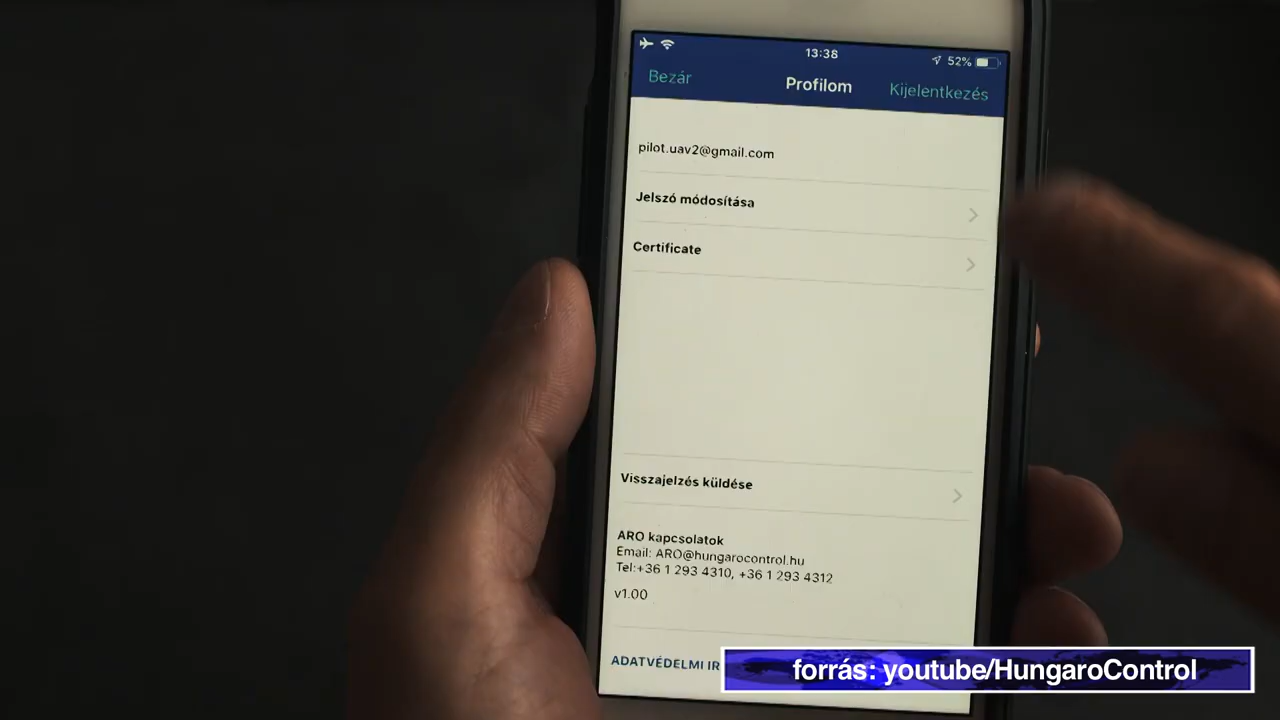 13:38
52%
Bezár
Profilom
Kijelentkezés
pilot.uav2@gmail.com
Jelszó módosítása
Certificate
Visszajelzés küldése
ARO kapcsolatok
Email: ARO@hungarocontrol.hu
Tel:+36 1 293 4310, +36 1 293 4312
v1.00
ADATVÉDELMI IR
forrás: youtube/HungaroControl